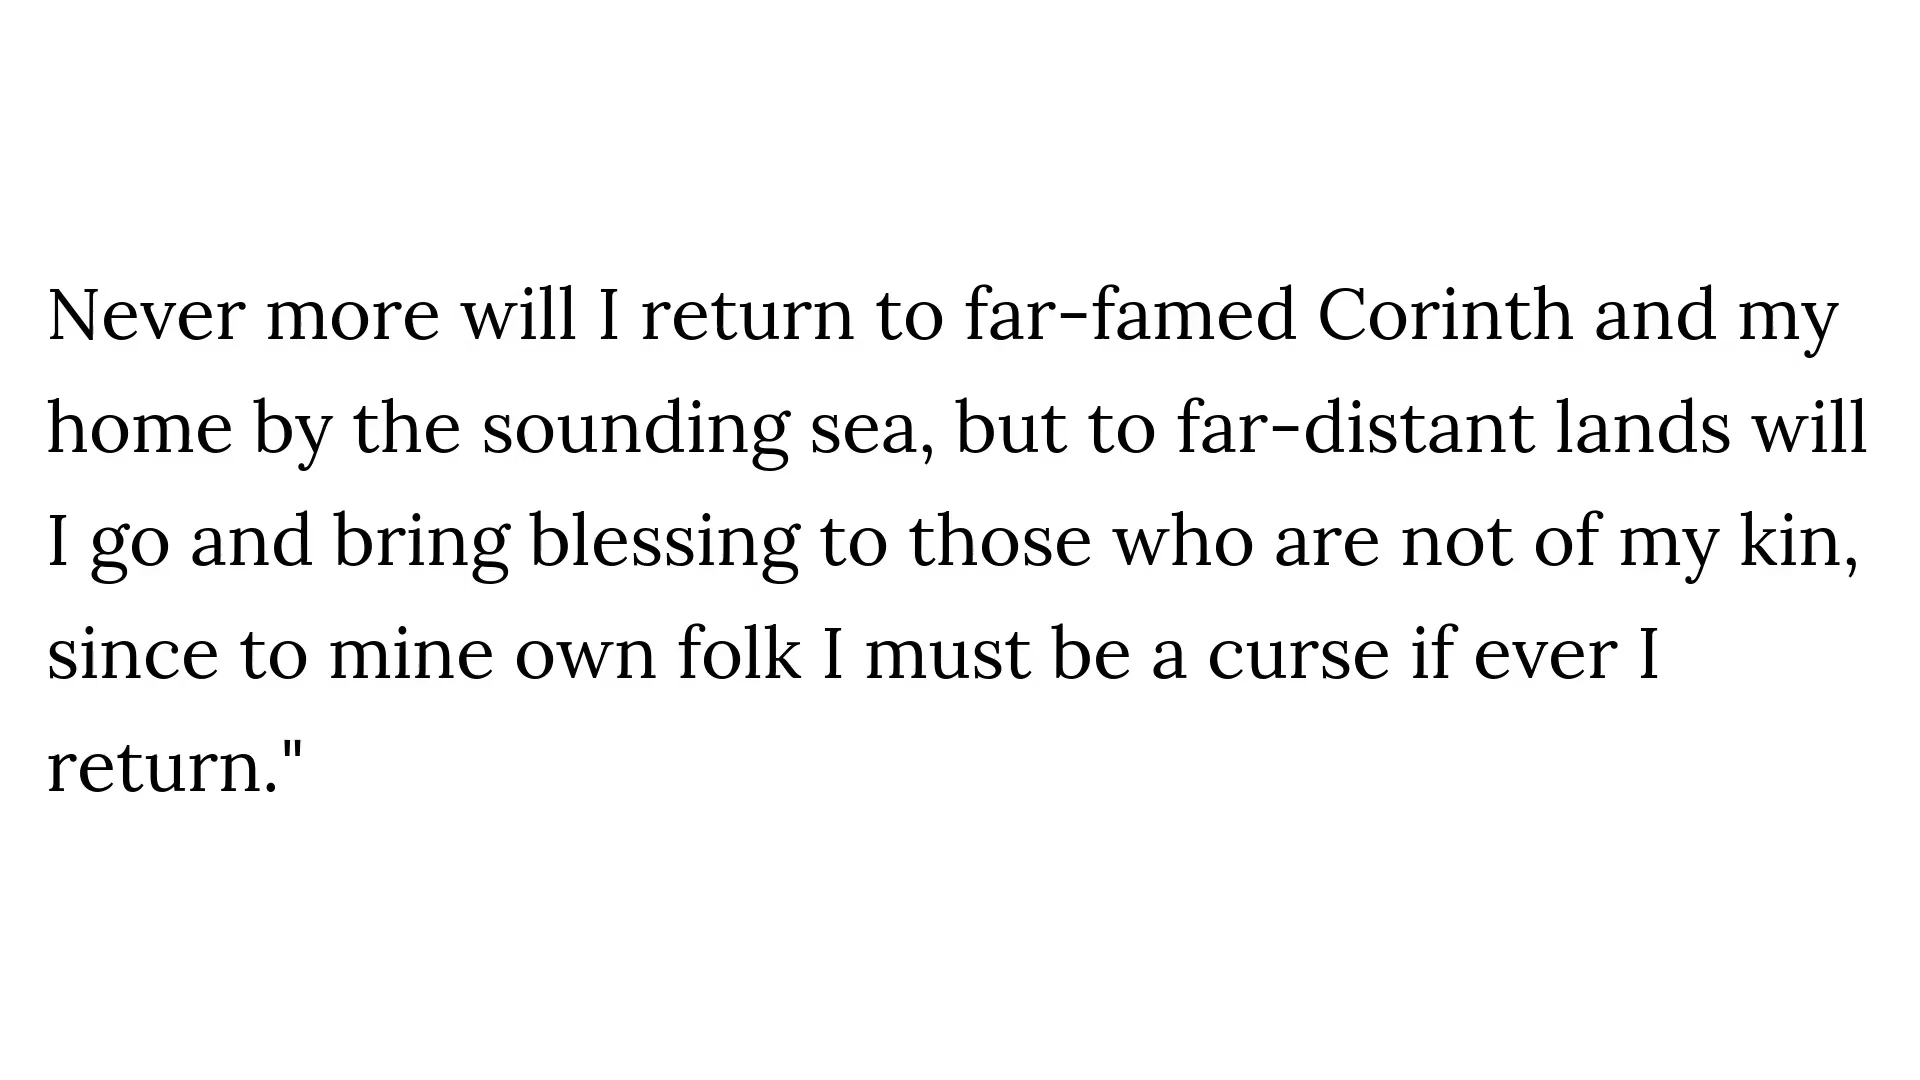 Never more will I return to far-famed Corinth and my
home by the sounding sea, but to far-distant lands will
I go and bring blessing to those who are not of my kin,
since to mine own folk I must be a curse if ever I
return."